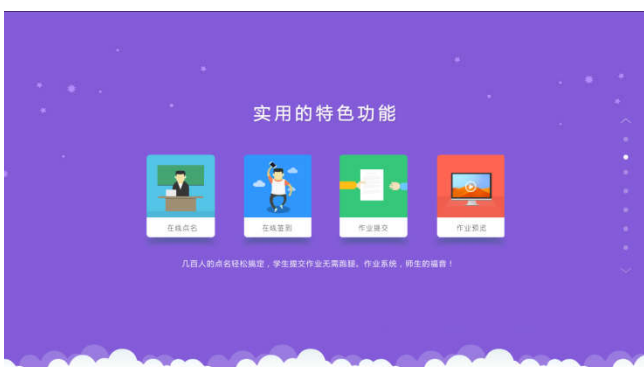 实用的特色功能
在线点名
在线签到
作业提交
作业预览
几百人的点名轻松搞定，学生提交作业无需跑腿。作业系统，师生的福音！